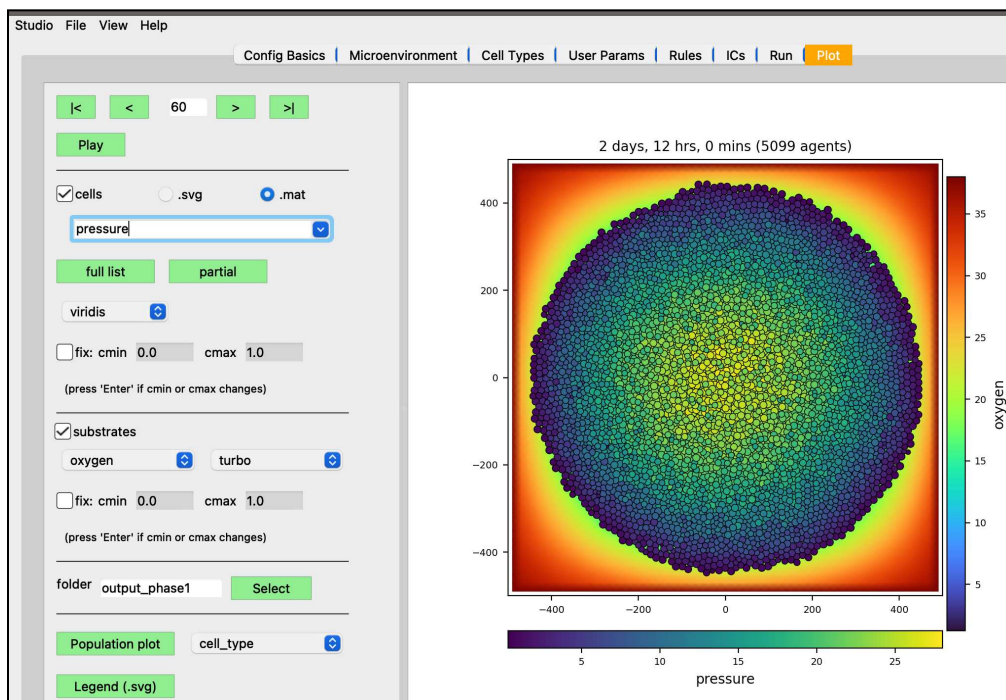 Studio File View Help
Config Basics Microenvironment Cell Types User Params Rules ICs Run Plot
|< < 60 > >|
Play
cells .svg .mat
pressure
full list partial
viridis
fix: cmin 0.0 cmax 1.0
(press 'Enter' if cmin or cmax changes)
substrates
oxygen turbo
fix: cmin 0.0 cmax 1.0
(press 'Enter' if cmin or cmax changes)
folder output_phase1 Select
Population plot cell_type
Legend (.svg)
2 days, 12 hrs, 0 mins (5099 agents)
400
200
0
−200
−400
−400 −200 0 200 400
35
30
25
20
15
10
5
oxygen
5 10 15 20 25
pressure